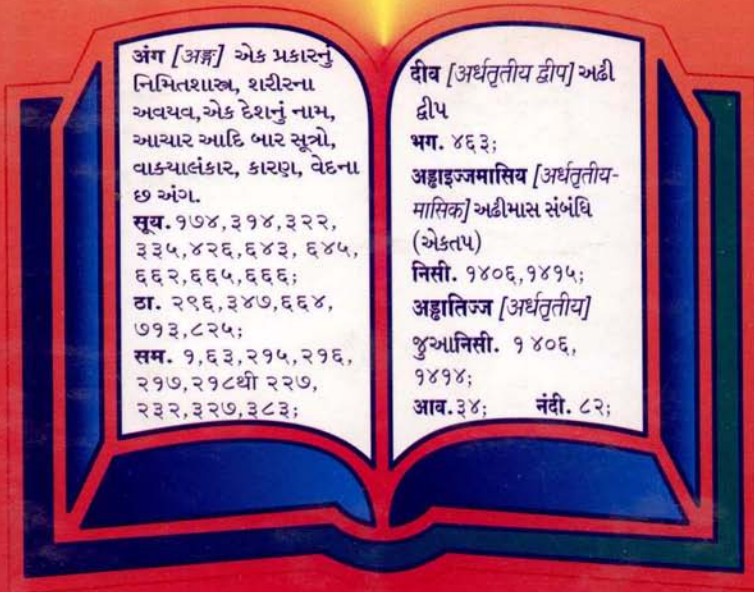 अंग [अङ्ग] એક પ્રકારનું
નિમિતશાસ્ત્ર, શરીરના
અવયવ,એક દેશનું નામ,
આચાર આદિ બાર સૂત્રો,
વાક્યાલંકાર, કારણ, વેદના
છ અંગ.
सूय.૧૭૪,૩૧૪,૩૨૨,
૩૩૫,૪૨૬,૬૪૩, ૬૪૫,
૬૬૨,૬૬૫,૬૬૬;
ठा. ૨૯૬,૩૪૭,૬૬૪,
૭૧૩,૮૨૫;
सम. ૧,૬૩,૨૧૫,૨૧૬,
૨૧૭,૨૧૮થી ૨૨૭,
૨૩૨,૩૨૭,૩૮૩;
दीव [अर्धतृतीय द्वीप] અઢી
દ્વીપ
भग. ૪૬૩;
अड्ढाइज्जमासिय [अर्धतृतीय-
मासिक] અઢીમાસ સંબંધિ
(એકતપ)
निसी. ૧૪૦૬,૧૪૧૫;
अड्ढातिज्ज [अर्धतृतीय]
જુઆनिसी. ૧૪૦૬,
૧૪૧૪;
आव.૩૪; नंदी. ૮૨;